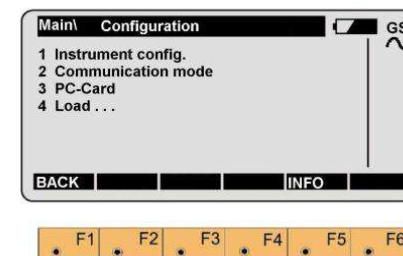 Main\ Configuration GS
1 Instrument config.
2 Communication mode
3 PC-Card
4 Load . . .
BACK INFO
F1 F2 F3 F4 F5 F6